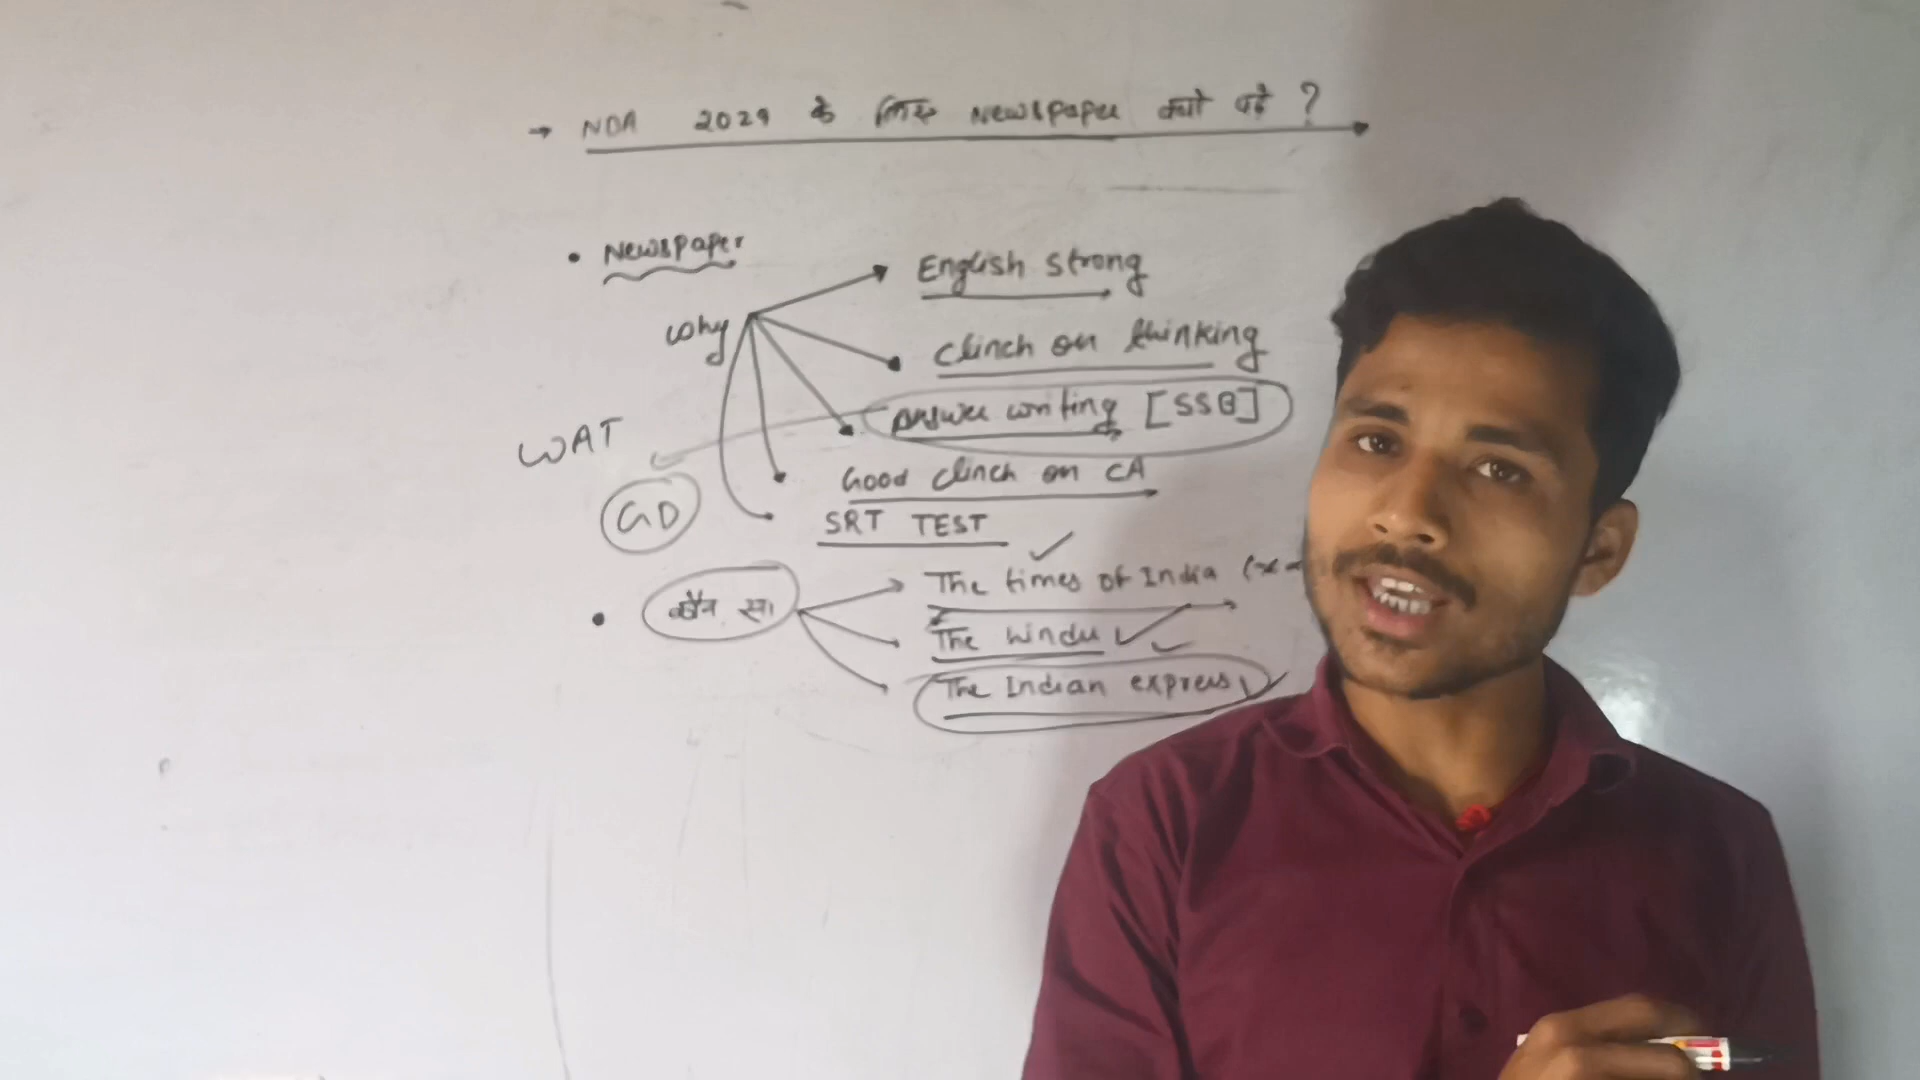 → NDA 2029 के लिए Newspaper क्यों पढ़े ?
• Newspaper
why
English strong
clinch on thinking
Answer writing [SSB]
Good clinch on CA
SRT TEST
WAT
GD
• कौन सा
The times of India
The Hindu
The Indian express